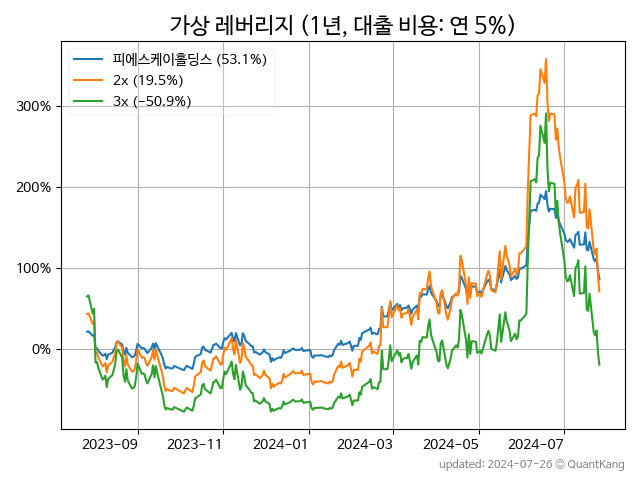 가상 레버리지 (1년, 대출 비용: 연 5%)
피에스케이홀딩스 (53.1%)
2x (19.5%)
3x (−50.9%)
300%
200%
100%
0%
2023-09 2023-11 2024-01 2024-03 2024-05 2024-07
updated: 2024-07-26 © QuantKang